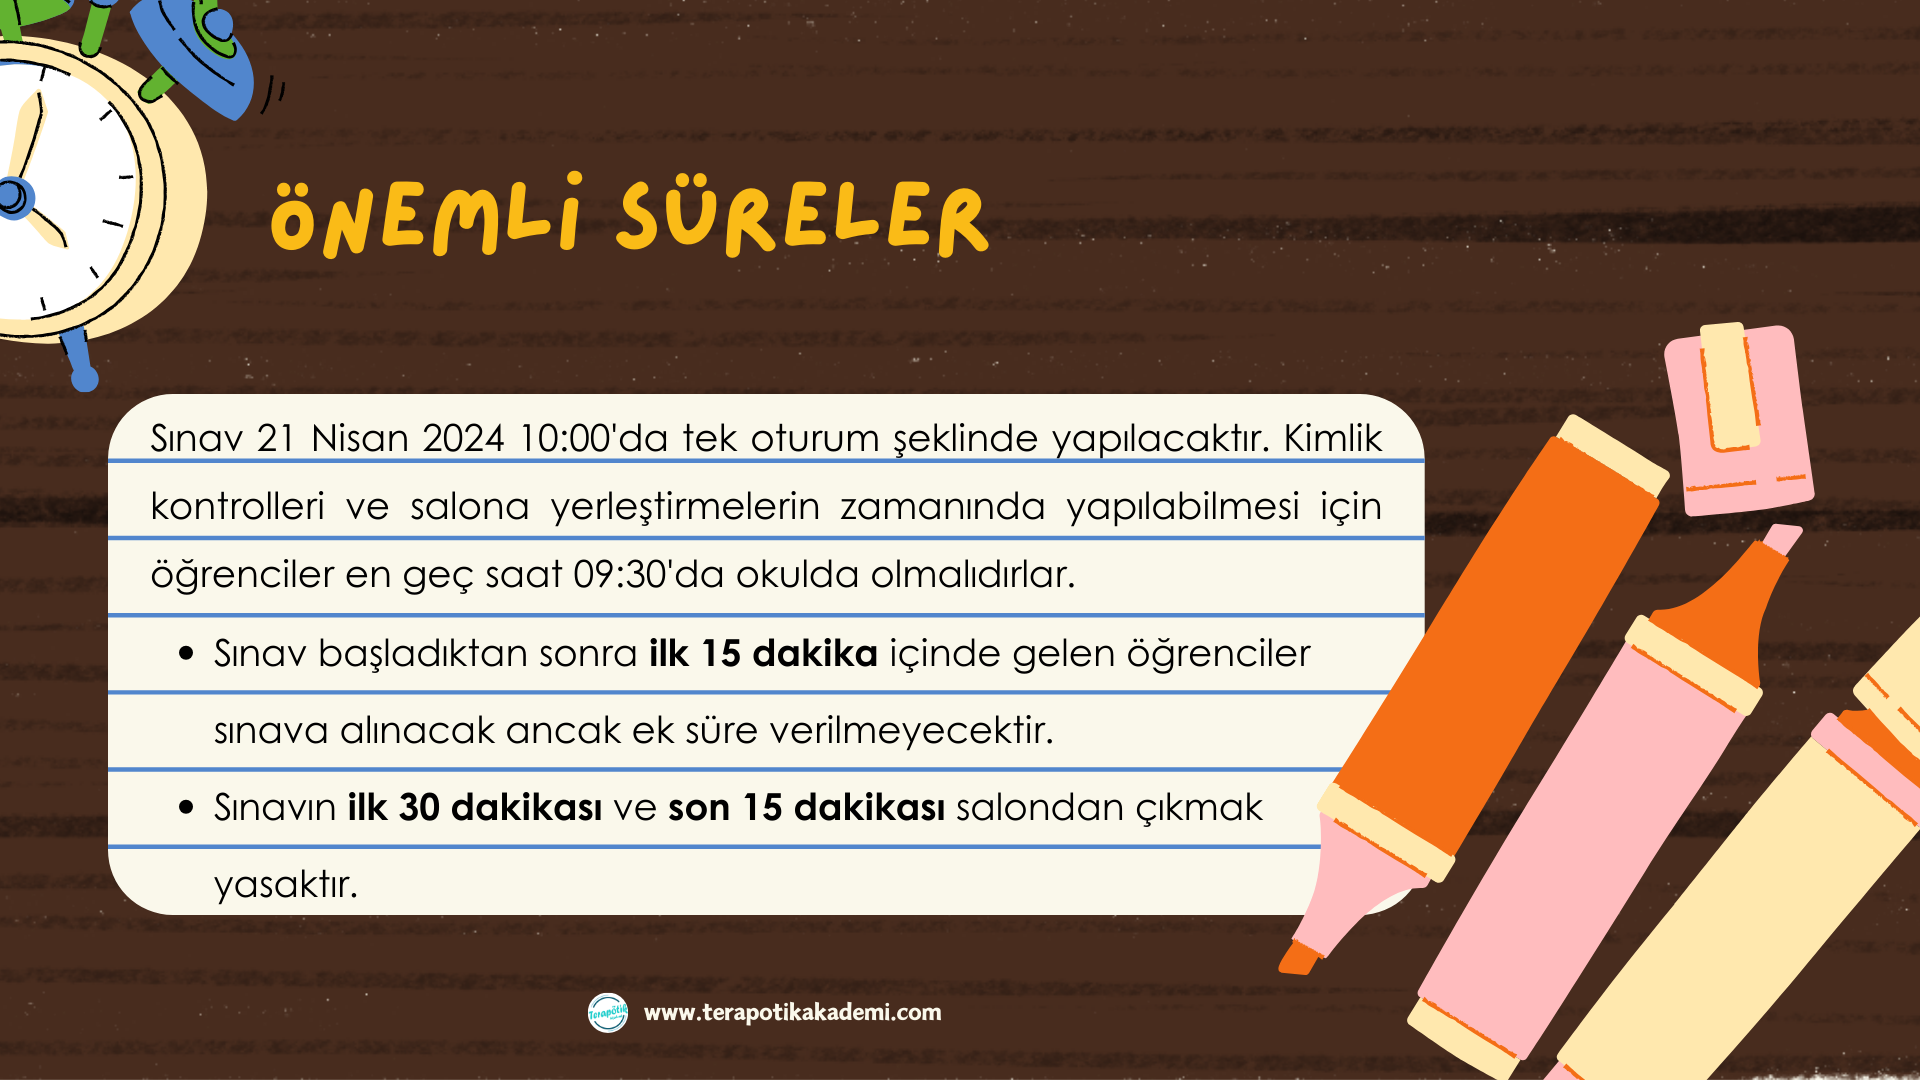 ÖNEMLİ SÜRELER
Sınav 21 Nisan 2024 10:00'da tek oturum şeklinde yapılacaktır. Kimlik
kontrolleri ve salona yerleştirmelerin zamanında yapılabilmesi için
öğrenciler en geç saat 09:30'da okulda olmalıdırlar.
• Sınav başladıktan sonra ilk 15 dakika içinde gelen öğrenciler
sınava alınacak ancak ek süre verilmeyecektir.
• Sınavın ilk 30 dakikası ve son 15 dakikası salondan çıkmak
yasaktır.
Terapötik
www.terapotikakademi.com